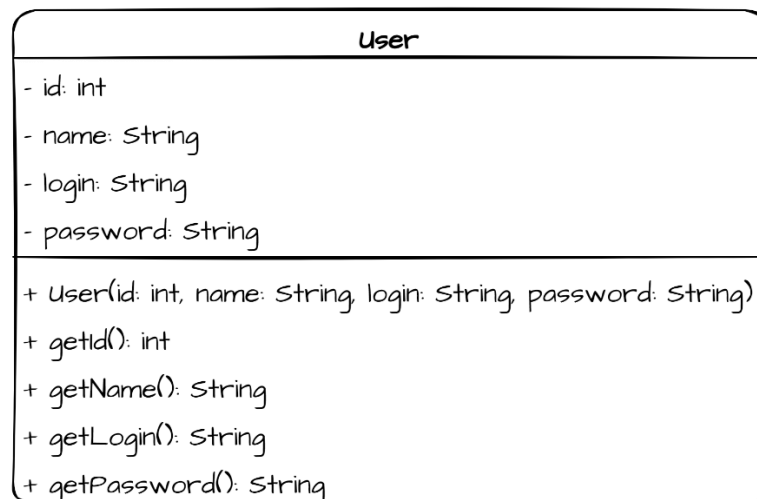 User
- id: int
- name: String
- login: String
- password: String
+ User(id: int, name: String, login: String, password: String)
+ getId(): int
+ getName(): String
+ getLogin(): String
+ getPassword(): String